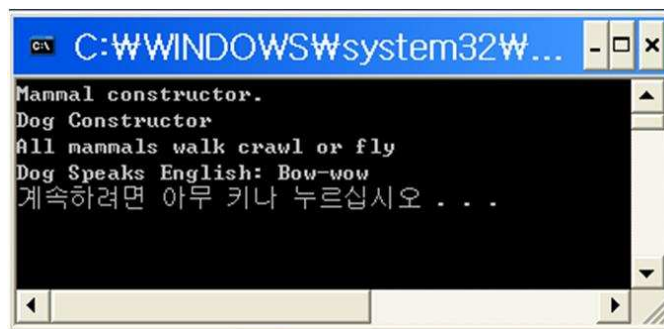 C:\WINDOWS\system32\...
Mammal constructor.
Dog Constructor
All mammals walk crawl or fly
Dog Speaks English: Bow-wow
계속하려면 아무 키나 누르십시오 . . .